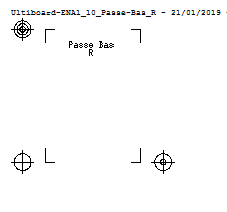 Ultiboard-ENA1_10_Passe-Bas_R - 21/01/2019 -
Passe Bas
R